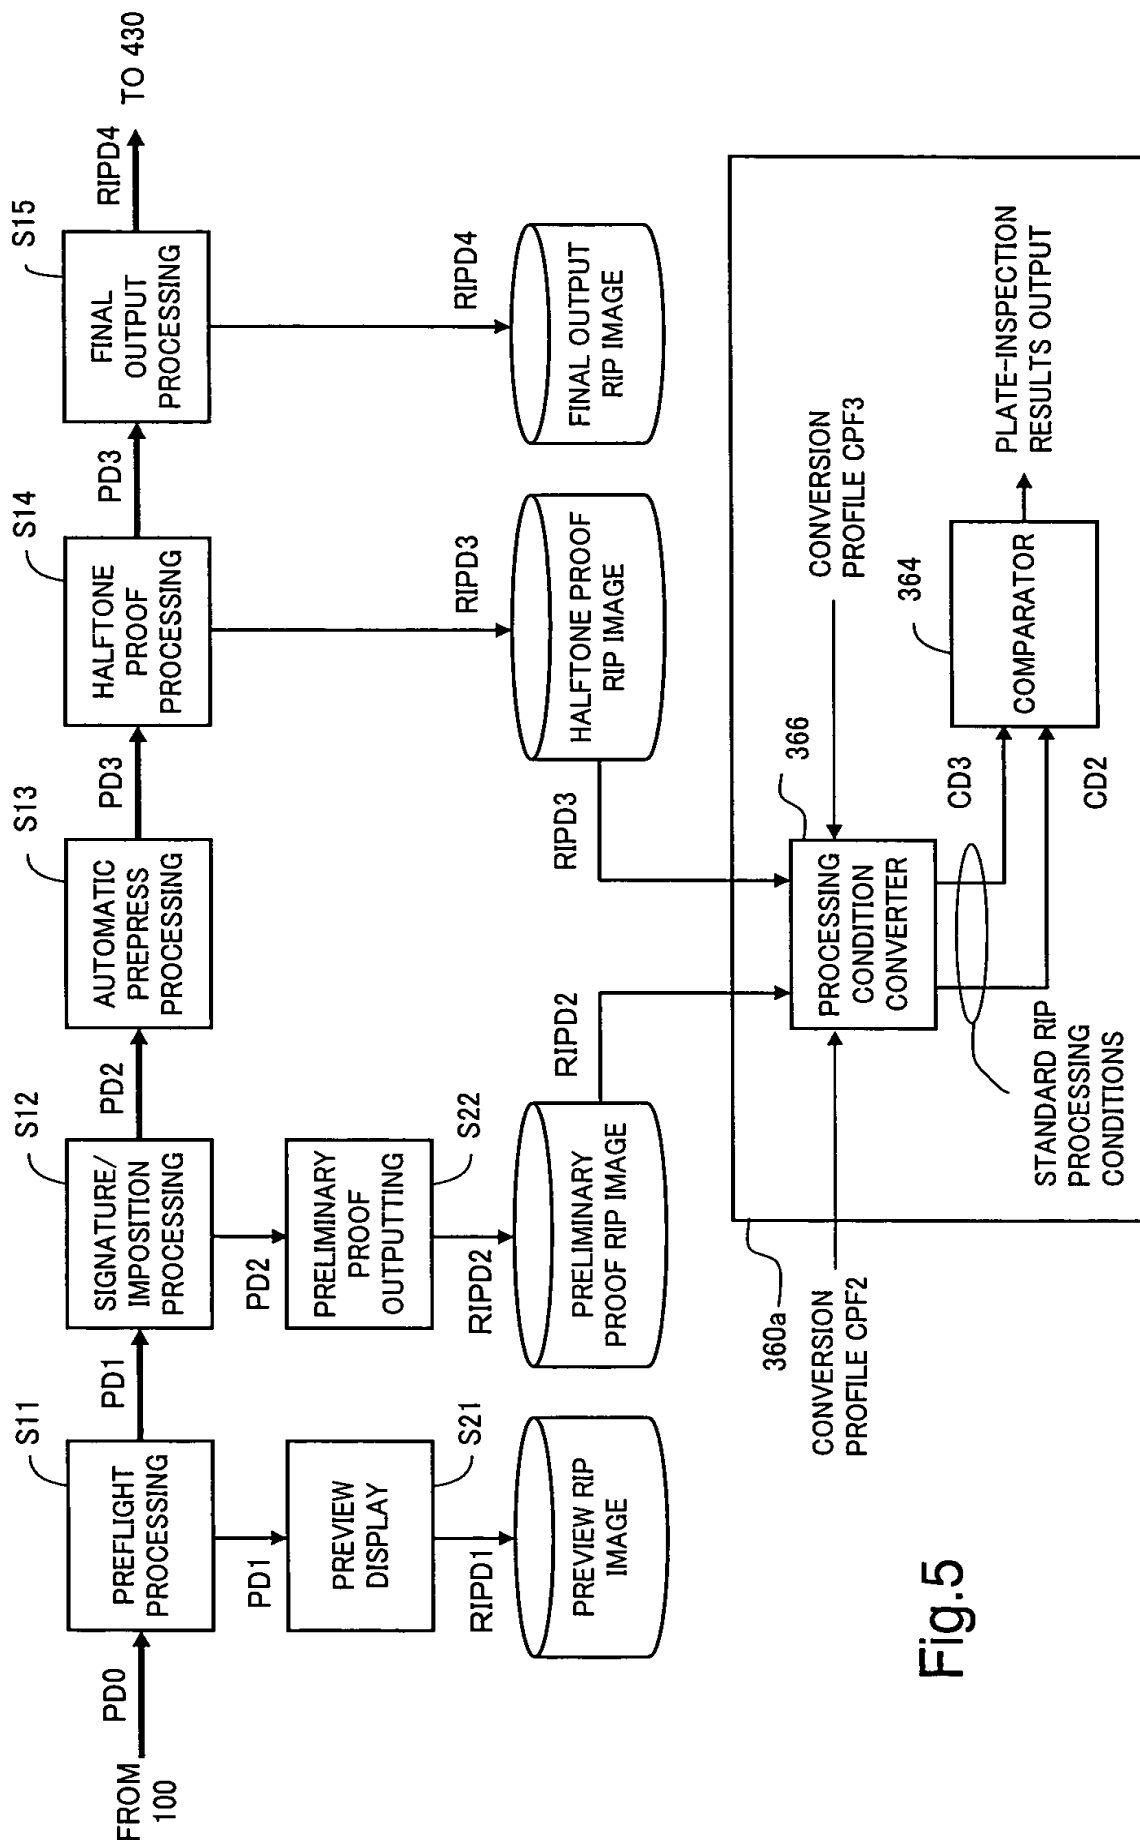 FROM
100
PD0
S11
PREFLIGHT
PROCESSING
PD1
S12
SIGNATURE/
IMPOSITION
PROCESSING
PD2
S13
AUTOMATIC
PREPRESS
PROCESSING
PD3
S14
HALFTONE
PROOF
PROCESSING
PD3
S15
FINAL
OUTPUT
PROCESSING
RIPD4
TO 430
PD1
PREVIEW
DISPLAY
S21
RIPD1
PREVIEW RIP
IMAGE
PD2
PRELIMINARY
PROOF
OUTPUTTING
S22
RIPD2
PRELIMINARY
PROOF RIP IMAGE
RIPD3
HALFTONE PROOF
RIP IMAGE
RIPD4
FINAL OUTPUT
RIP IMAGE
RIPD2
RIPD3
360a
CONVERSION
PROFILE CPF2
PROCESSING
CONDITION
CONVERTER
366
CONVERSION
PROFILE CPF3
STANDARD RIP
PROCESSING
CONDITIONS
CD3
CD2
364
COMPARATOR
PLATE-INSPECTION
RESULTS OUTPUT
Fig.5